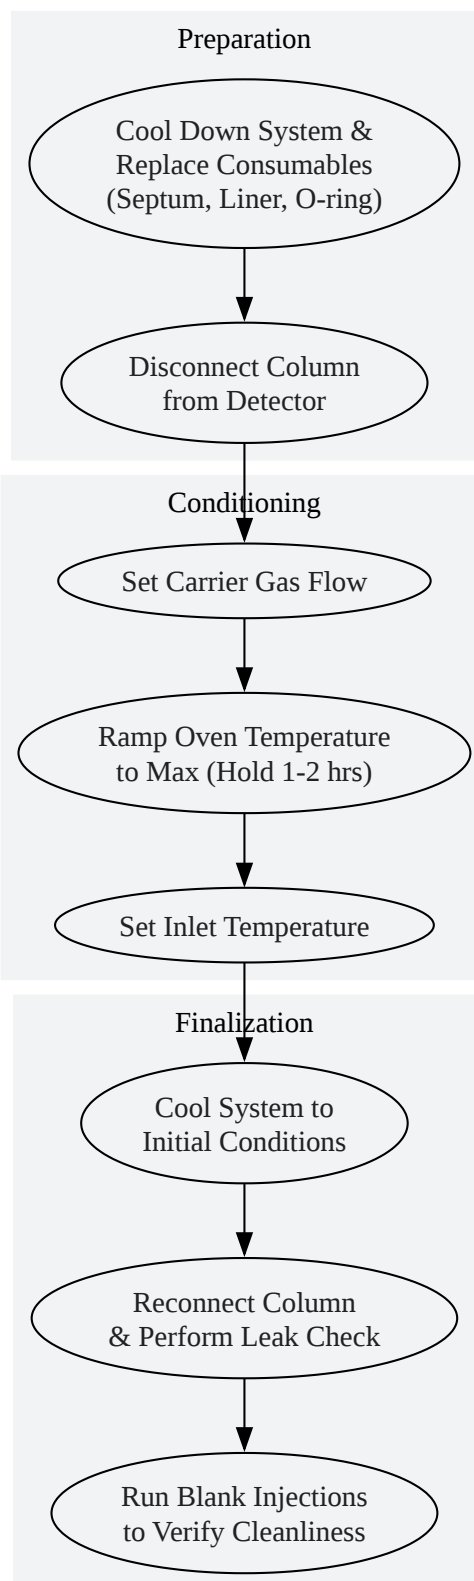 Preparation
Cool Down System &
Replace Consumables
(Septum, Liner, O-ring)
Disconnect Column
from Detector
Conditioning
Set Carrier Gas Flow
Ramp Oven Temperature
to Max (Hold 1-2 hrs)
Set Inlet Temperature
Finalization
Cool System to
Initial Conditions
Reconnect Column
& Perform Leak Check
Run Blank Injections
to Verify Cleanliness